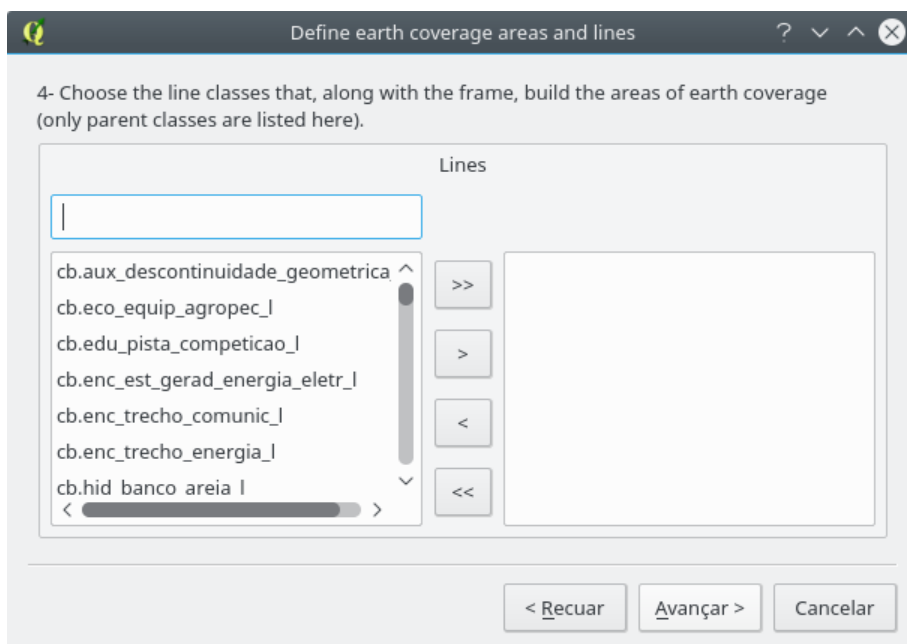 Define earth coverage areas and lines
4- Choose the line classes that, along with the frame, build the areas of earth coverage
(only parent classes are listed here).
Lines
cb.aux_descontinuidade_geometrica
cb.eco_equip_agropec_l
cb.edu_pista_competicao_l
cb.enc_est_gerad_energia_eletr_l
cb.enc_trecho_comunic_l
cb.enc_trecho_energia_l
cb.hid_banco_areia_l
>>
>
<
<<
< Recuar
Avançar >
Cancelar